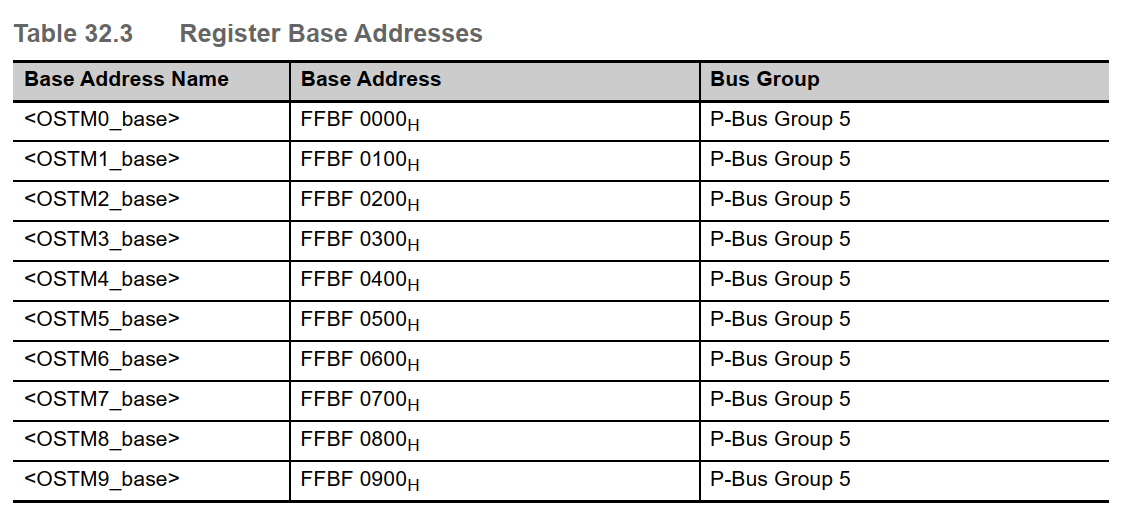 Table 32.3 Register Base Addresses
Base Address Name Base Address Bus Group
<OSTM0_base> FFBF 0000H P-Bus Group 5
<OSTM1_base> FFBF 0100H P-Bus Group 5
<OSTM2_base> FFBF 0200H P-Bus Group 5
<OSTM3_base> FFBF 0300H P-Bus Group 5
<OSTM4_base> FFBF 0400H P-Bus Group 5
<OSTM5_base> FFBF 0500H P-Bus Group 5
<OSTM6_base> FFBF 0600H P-Bus Group 5
<OSTM7_base> FFBF 0700H P-Bus Group 5
<OSTM8_base> FFBF 0800H P-Bus Group 5
<OSTM9_base> FFBF 0900H P-Bus Group 5